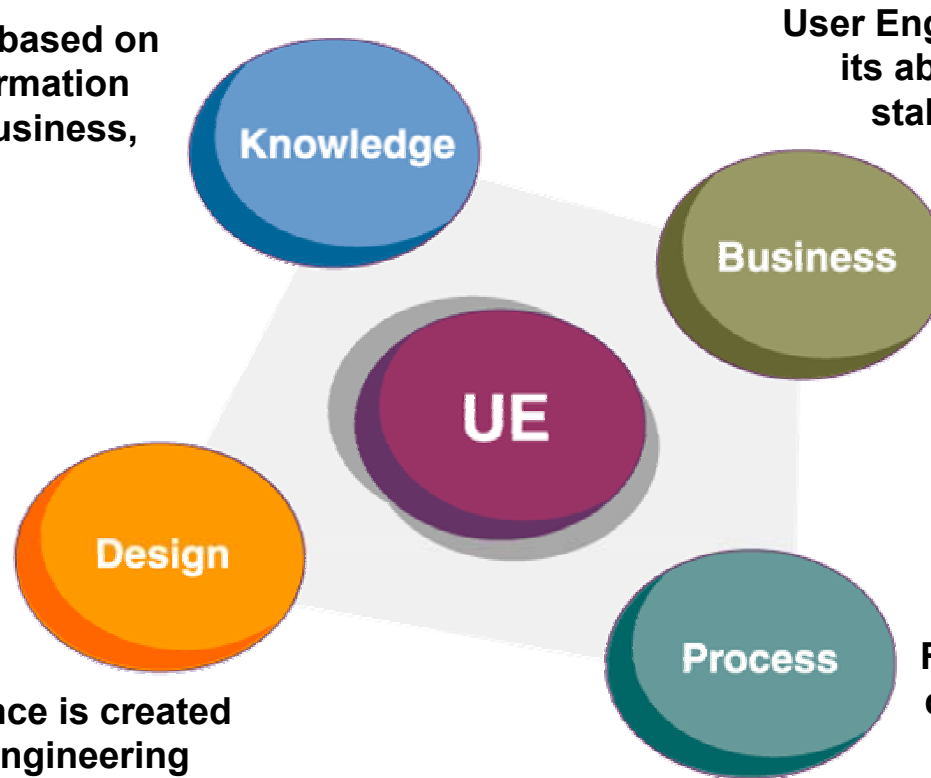 based on
rmation
usiness,
User Eng
its ab
stal
Knowledge
Business
UE
Design
Process
nce is created
ngineering